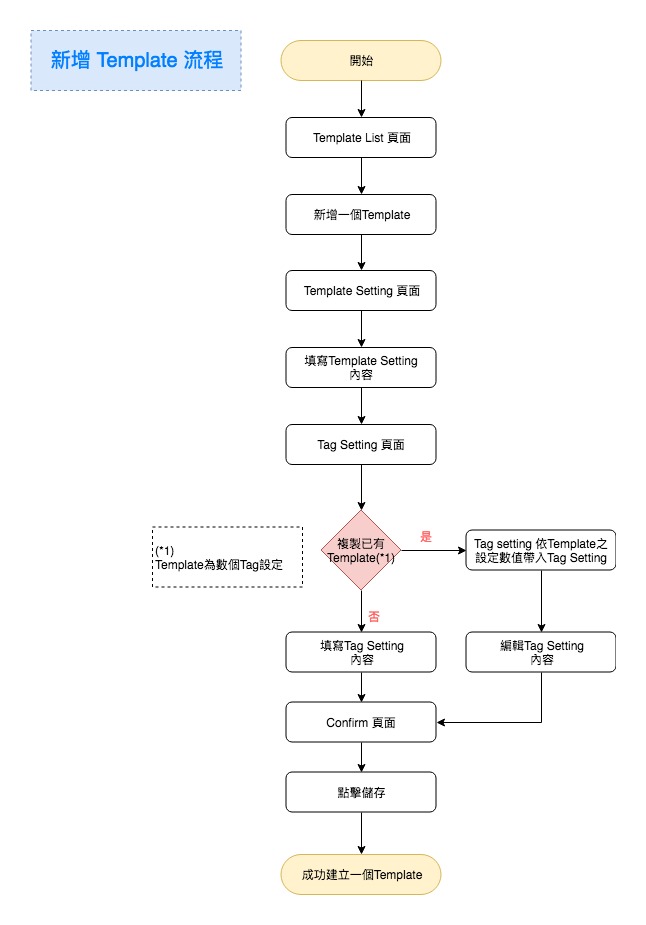 新增 Template 流程
開始
Template List 頁面
新增一個Template
Template Setting 頁面
填寫Template Setting
內容
Tag Setting 頁面
(*1)
Template為數個Tag設定
複製已有
Template(*1)
是
Tag setting 依Template之
設定數值帶入Tag Setting
否
填寫Tag Setting
內容
編輯Tag Setting
內容
Confirm 頁面
點擊儲存
成功建立一個Template